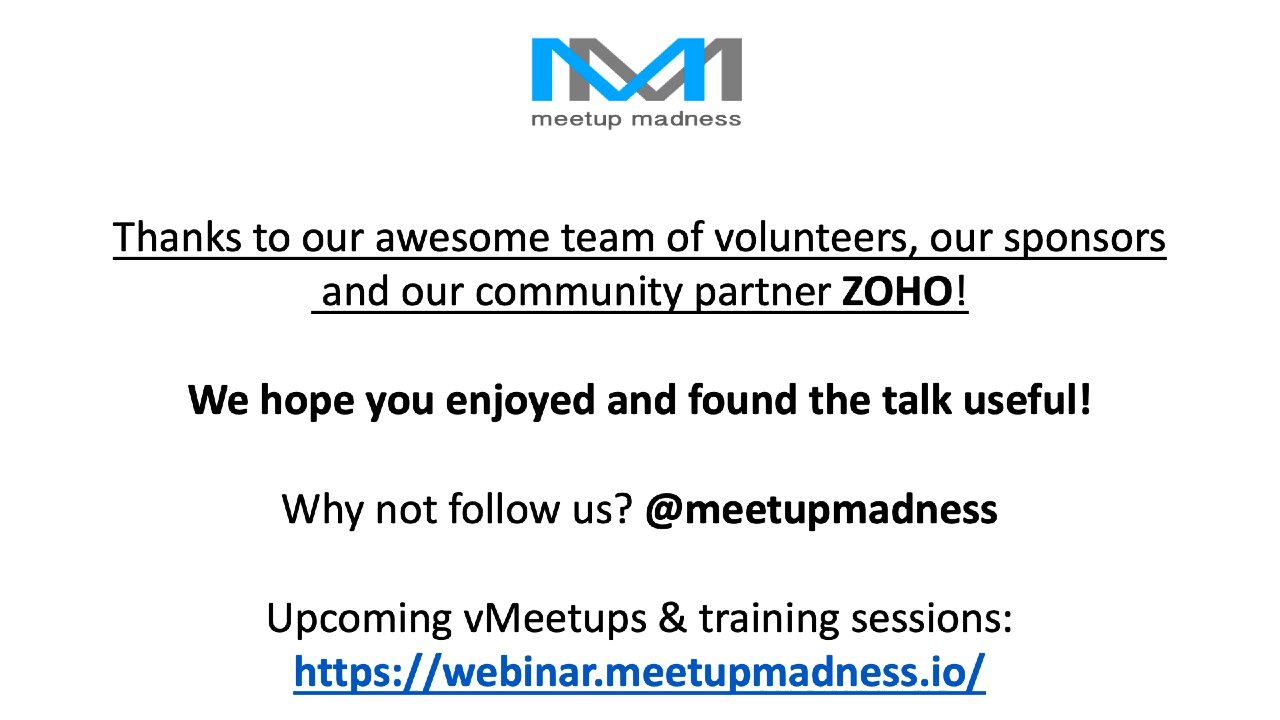 meetup madness
Thanks to our awesome team of volunteers, our sponsors
and our community partner ZOHO!
We hope you enjoyed and found the talk useful!
Why not follow us? @meetupmadness
Upcoming vMeetups & training sessions:
https://webinar.meetupmadness.io/